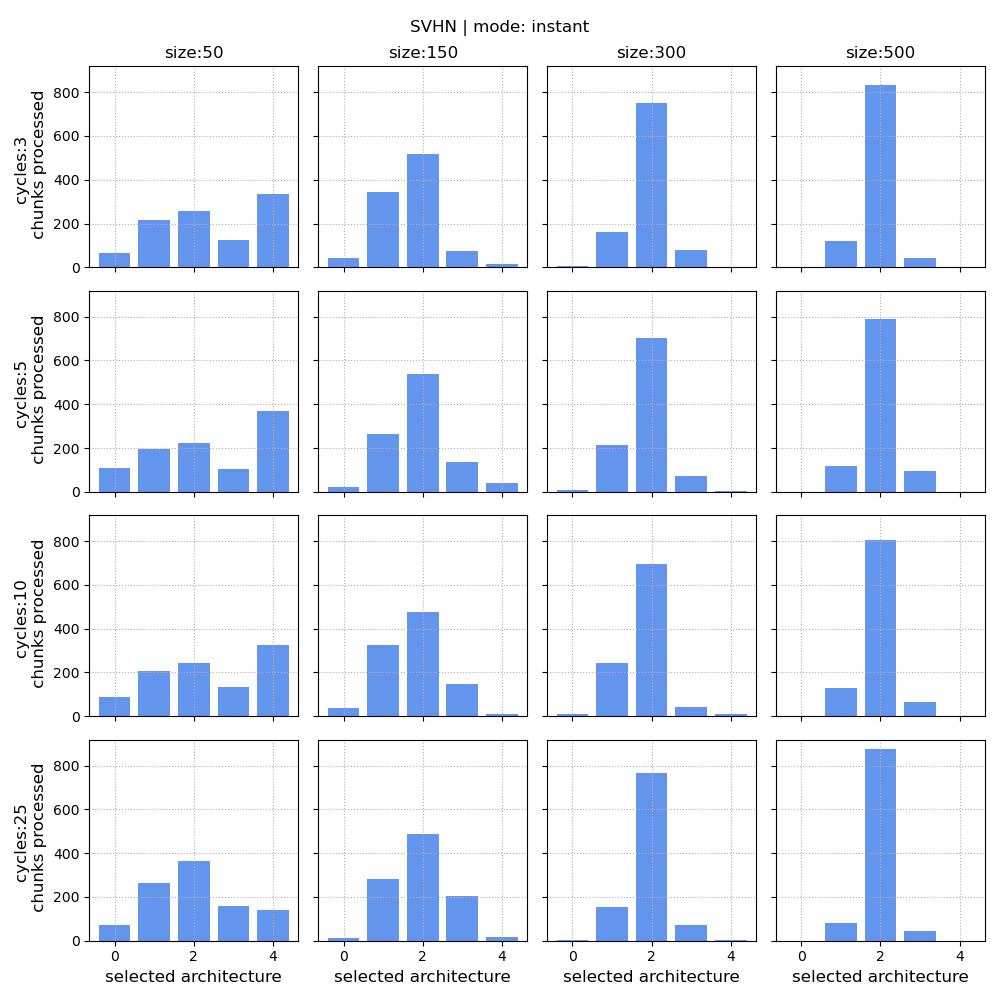 SVHN | mode: instant
size:50 size:150 size:300 size:500
cycles:3
chunks processed
800
600
400
200
0
0 2 4
0 2 4
0 2 4
0 2 4
cycles:5
chunks processed
800
600
400
200
0
cycles:10
chunks processed
800
600
400
200
0
cycles:25
chunks processed
800
600
400
200
0
selected architecture selected architecture selected architecture selected architecture